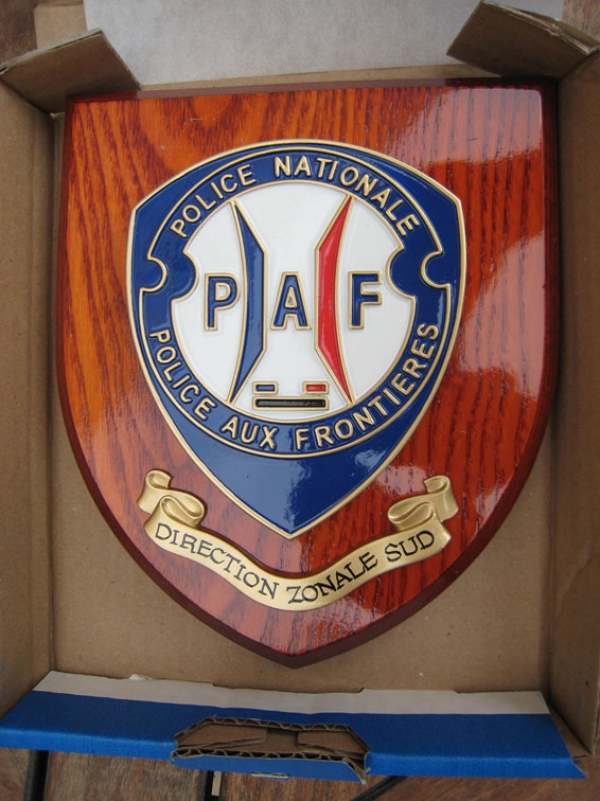 POLICE NATIONALE
PAF
POLICE AUX FRONTIERES
DIRECTION ZONALE SUD